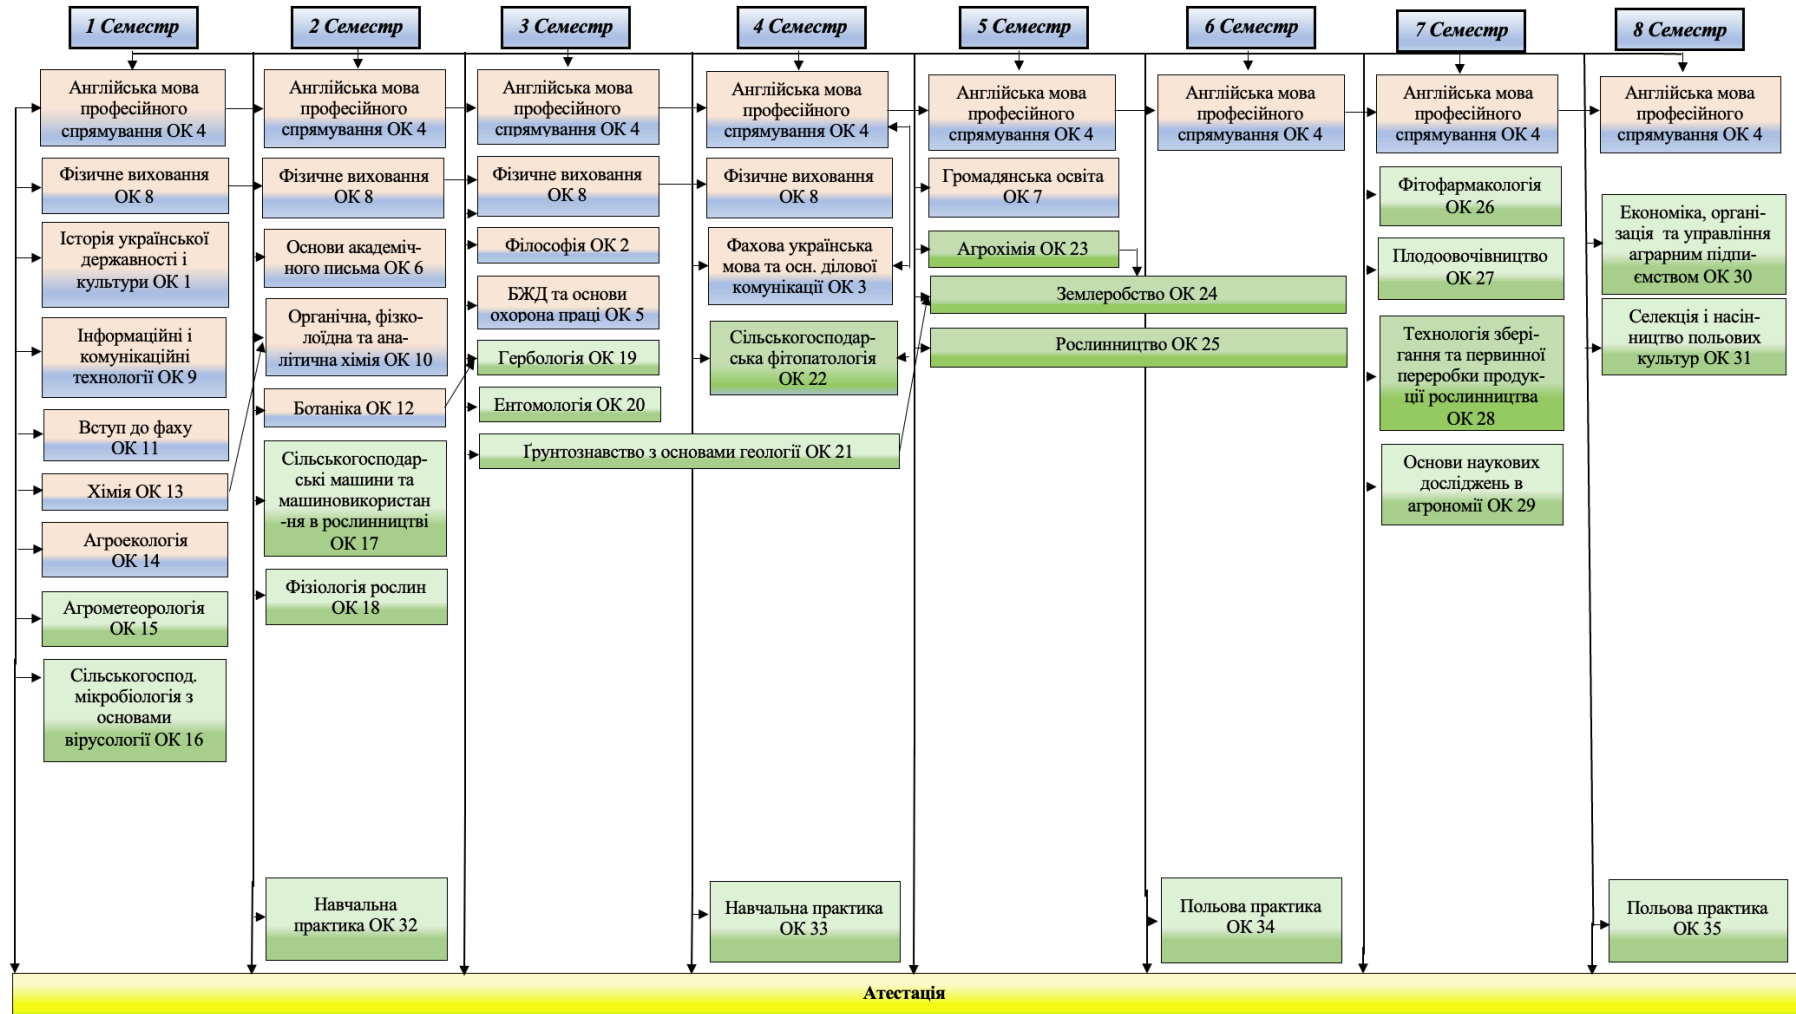 1 Семестр
2 Семестр
3 Семестр
4 Семестр
5 Семестр
6 Семестр
7 Семестр
8 Семестр
Англійська мова
професійного
спрямування ОК 4
Фізичне виховання
ОК 8
Історія української
державності і
культури ОК 1
Інформаційні і
комунікаційні
технології ОК 9
Вступ до фаху
ОК 11
Хімія ОК 13
Агроекологія
ОК 14
Агрометеорологія
ОК 15
Сільськогоспод.
мікробіологія з
основами
вірусології ОК 16
Англійська мова
професійного
спрямування ОК 4
Фізичне виховання
ОК 8
Основи академіч-
ного письма ОК 6
Органічна, фізко-
лоїдна та ана-
літична хімія ОК 10
Ботаніка ОК 12
Сільськогосподар-
ські машини та
машиновикористан
-ня в рослинництві
ОК 17
Фізіологія рослин
ОК 18
Навчальна
практика ОК 32
Англійська мова
професійного
спрямування ОК 4
Фізичне виховання
ОК 8
Філософія ОК 2
БЖД та основи
охорона праці ОК 5
Гербологія ОК 19
Ентомологія ОК 20
Ґрунтознавство з основами геології ОК 21
Англійська мова
професійного
спрямування ОК 4
Фізичне виховання
ОК 8
Фахова українська
мова та осн. ділової
комунікації ОК 3
Сільськогосподар-
ська фітопатологія
ОК 22
Навчальна практика
ОК 33
Англійська мова
професійного
спрямування ОК 4
Громадянська освіта
ОК 7
Агрохімія ОК 23
Землеробство ОК 24
Рослинництво ОК 25
Англійська мова
професійного
спрямування ОК 4
Польова практика
ОК 34
Англійська мова
професійного
спрямування ОК 4
Фітофармакологія
ОК 26
Плодоовочівництво
ОК 27
Технологія збері-
гання та первинної
переробки продук-
ції рослинництва
ОК 28
Основи наукових
досліджень в
агрономії ОК 29
Англійська мова
професійного
спрямування ОК 4
Економіка, органі-
зація та управління
аграрним підпи-
ємством ОК 30
Селекція і насін-
ництво польових
культур ОК 31
Польова практика
ОК 35
Атестація